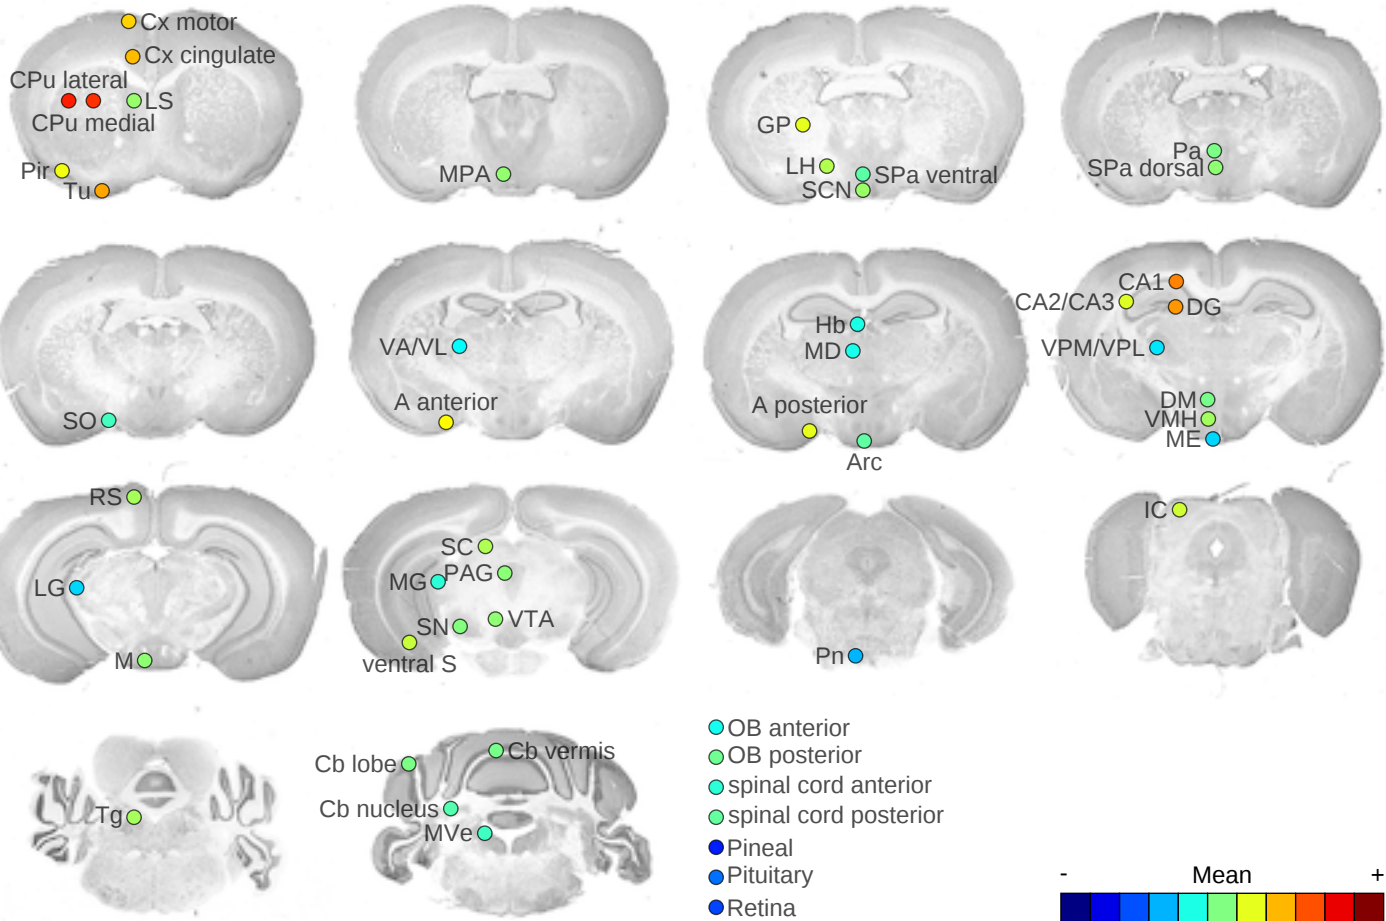 Cx motor
Cx cingulate
CPu lateral
LS
CPu medial
Pir
Tu
MPA
GP
LH
SPa ventral
SCN
Pa
SPa dorsal
SO
VA/VL
A anterior
Hb
MD
A posterior
Arc
CA1
CA2/CA3
DG
VPM/VPL
DM
VMH
ME
RS
LG
M
SC
MG
PAG
SN
VTA
ventral S
Pn
IC
Tg
Cb lobe
Cb vermis
Cb nucleus
MVe
OB anterior
OB posterior
spinal cord anterior
spinal cord posterior
Pineal
Pituitary
Retina
- Mean +